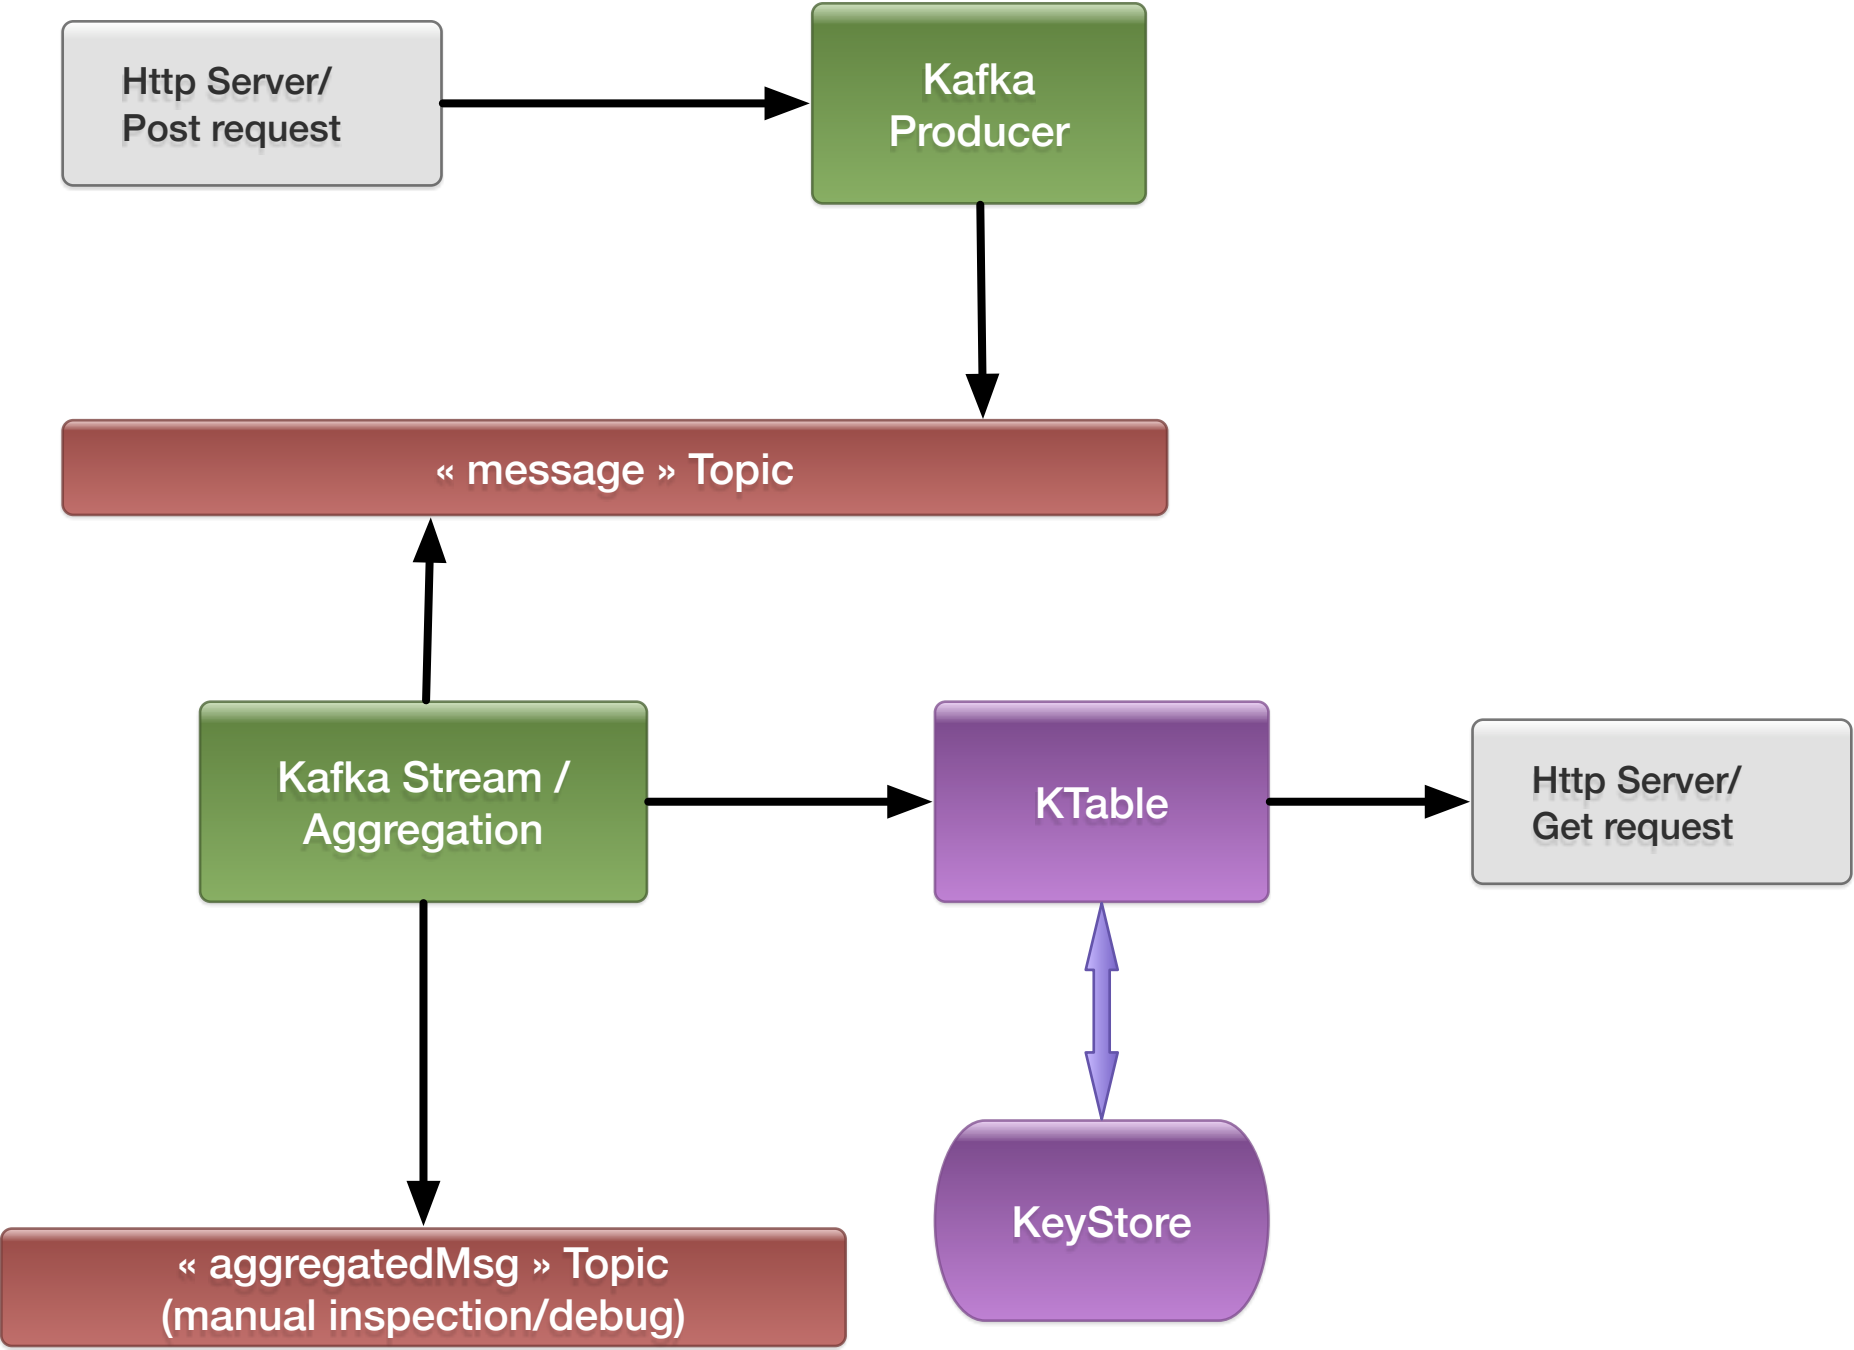 Http Server/
Post request
Kafka
Producer
« message » Topic
Kafka Stream /
Aggregation
KTable
Http Server/
Get request
KeyStore
« aggregatedMsg » Topic
(manual inspection/debug)